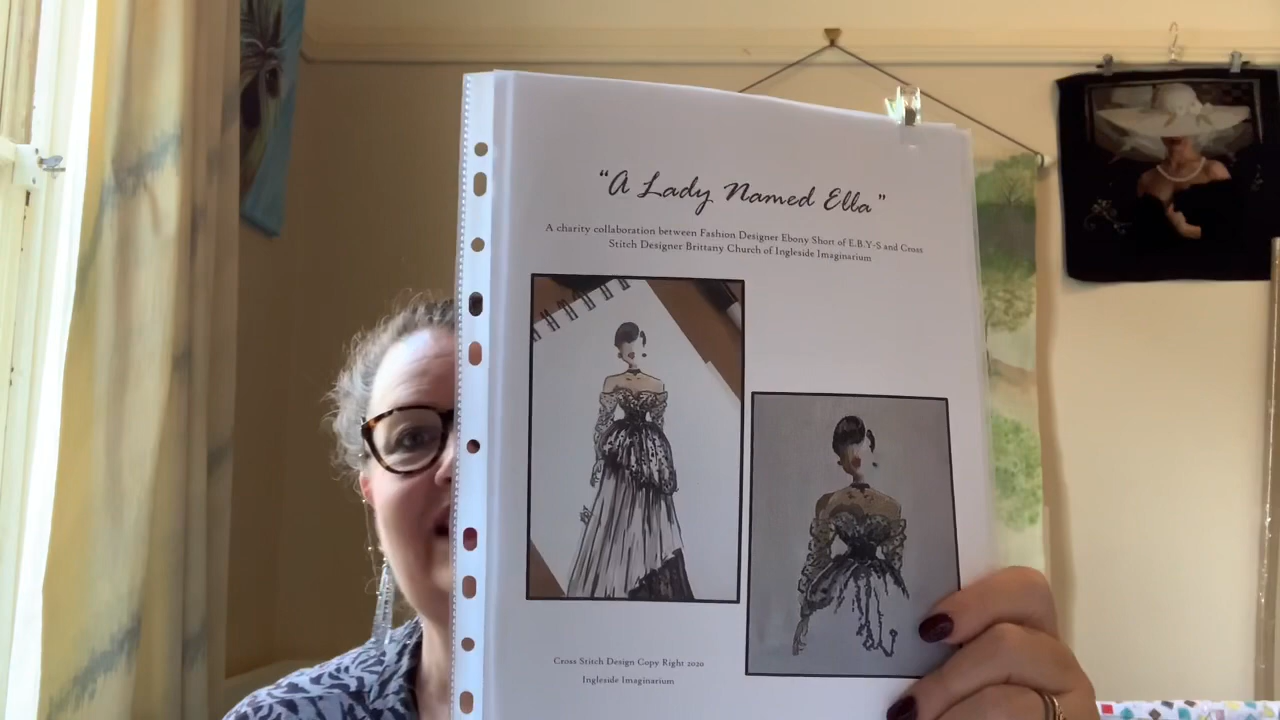 "A Lady Named Ella"
A charity collaboration between Fashion Designer Ebony Short of E.B.Y-S and Cross
Stitch Designer Brittany Church of Ingleside Imaginarium
Cross Stitch Design Copy Right 2020
Ingleside Imaginarium